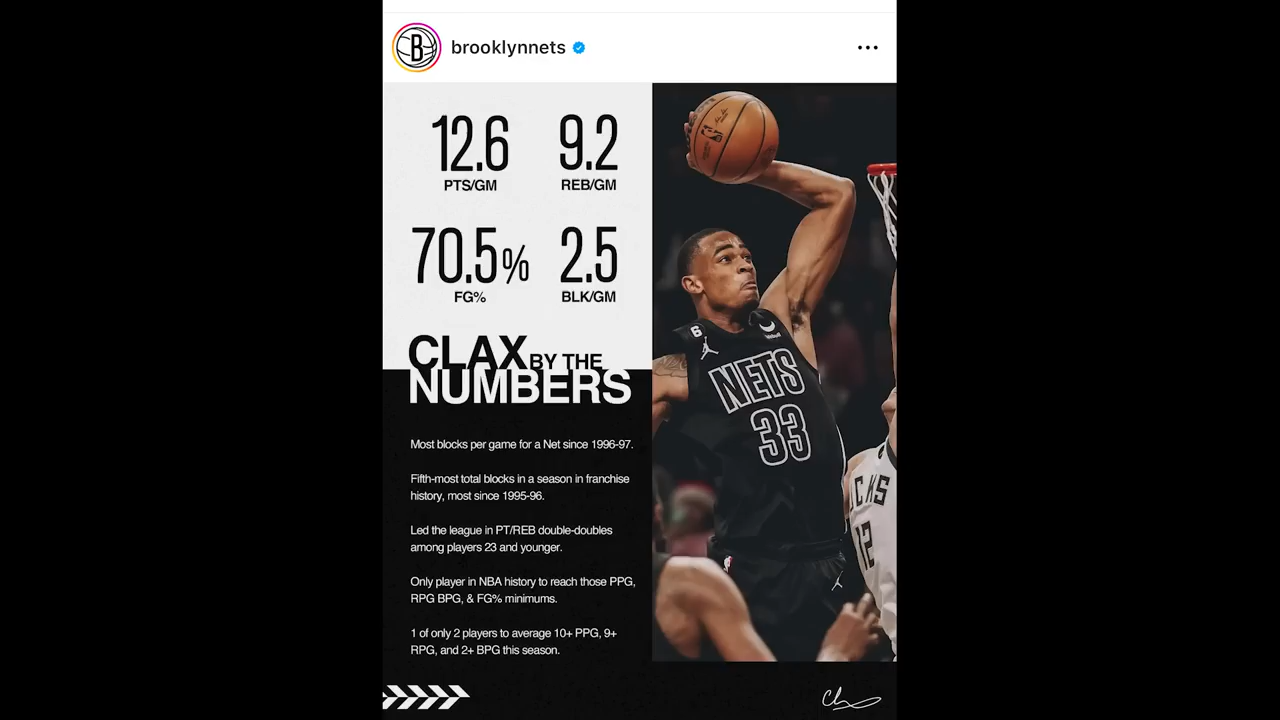 B
brooklynnets
12.6
PTS/GM
9.2
REB/GM
70.5%
FG%
2.5
BLK/GM
CLAX BY THE
NUMBERS
Most blocks per game for a Net since 1996-97.
Fifth-most total blocks in a season in franchise
history, most since 1995-96.
Led the league in PT/REB double-doubles
among players 23 and younger.
Only player in NBA history to reach those PPG,
RPG BPG, & FG% minimums.
1 of only 2 players to average 10+ PPG, 9+
RPG, and 2+ BPG this season.
6
NETS
33
UCKS
12